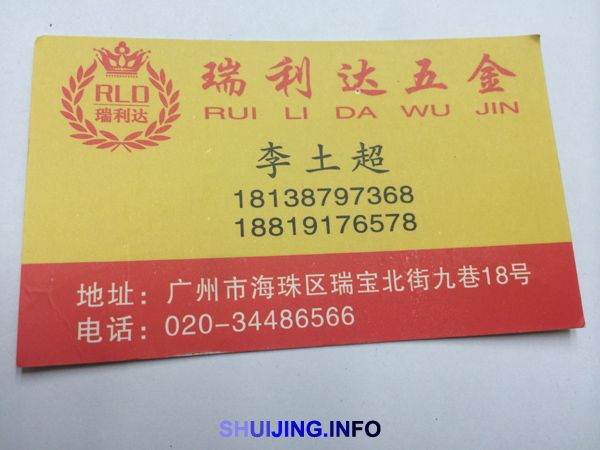 RLD
瑞利达
瑞利达五金
RUI LI DA WU JIN
李土超
18138797368
18819176578
地址：广州市海珠区瑞宝北街九巷18号
电话：020-34486566
SHUIJING.INFO